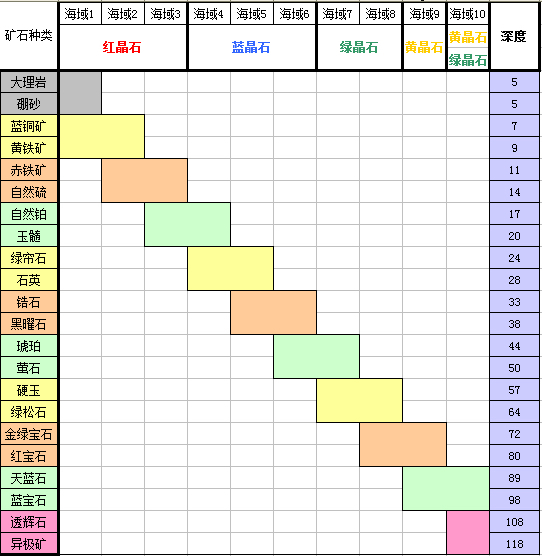 矿石种类 海域1 海域2 海域3 海域4 海域5 海域6 海域7 海域8 海域9 海域10 深度
红晶石 蓝晶石 绿晶石 黄晶石 黄晶石
绿晶石
大理岩 5
硼砂 5
蓝铜矿 7
黄铁矿 9
赤铁矿 11
自然硫 14
自然铂 17
玉髓 20
绿帘石 24
石英 28
锆石 33
黑曜石 38
琥珀 44
萤石 50
硬玉 57
绿松石 64
金绿宝石 72
红宝石 80
天蓝石 89
蓝宝石 98
透辉石 108
异极矿 118